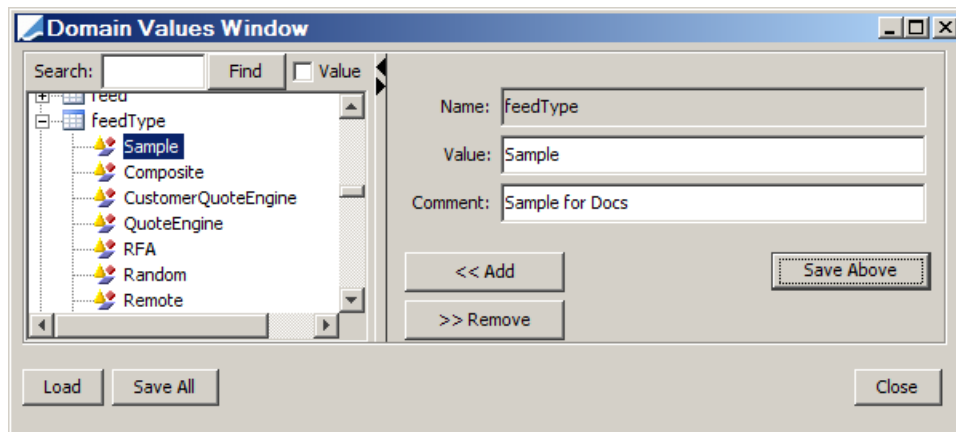 Domain Values Window
Search:
Find
Value
feed
feedType
Sample
Composite
CustomerQuoteEngine
QuoteEngine
RFA
Random
Remote
Name: feedType
Value: Sample
Comment: Sample for Docs
<< Add
Save Above
>> Remove
Load
Save All
Close